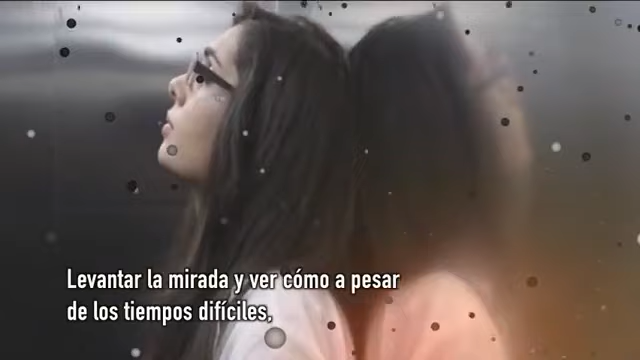 Levantar la mirada y ver cómo a pesar
de los tiempos difíciles,